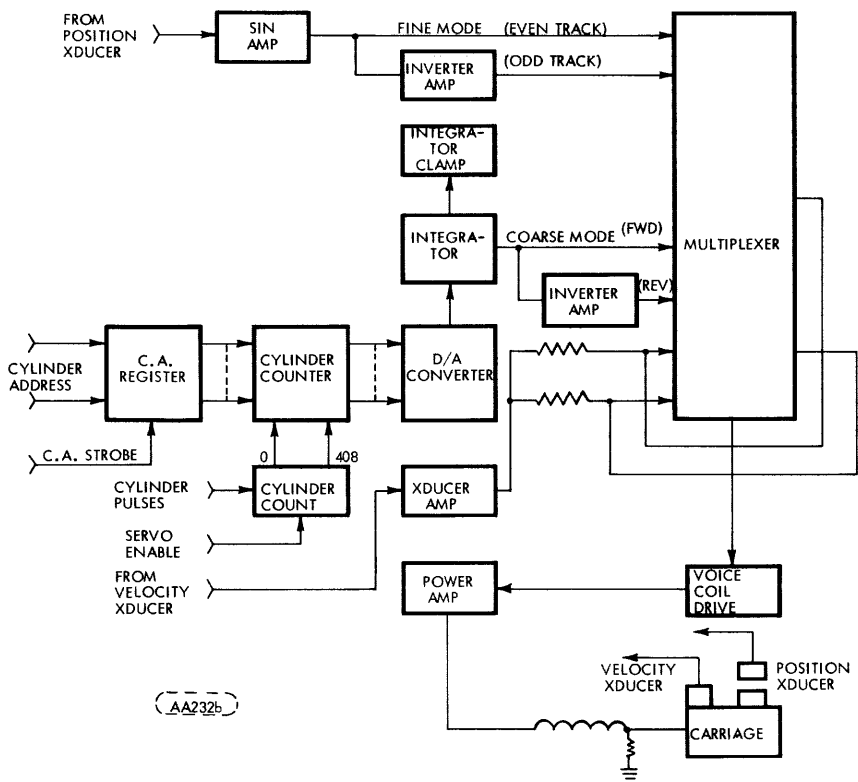 FROM
POSITION
XDUCER
SIN
AMP
FINE MODE (EVEN TRACK)
INVERTER
AMP
(ODD TRACK)
INTEGRA-
TOR
CLAMP
INTEGRA-
TOR
COARSE MODE (FWD)
MULTIPLEXER
INVERTER
AMP
(REV)
CYLINDER
ADDRESS
C.A.
REGISTER
CYLINDER
COUNTER
D/A
CONVERTER
C.A. STROBE
0
408
CYLINDER
PULSES
CYLINDER
COUNT
XDUCER
AMP
SERVO
ENABLE
FROM
VELOCITY
XDUCER
POWER
AMP
VOICE
COIL
DRIVE
VELOCITY
XDUCER
POSITION
XDUCER
CARRIAGE
AA232b